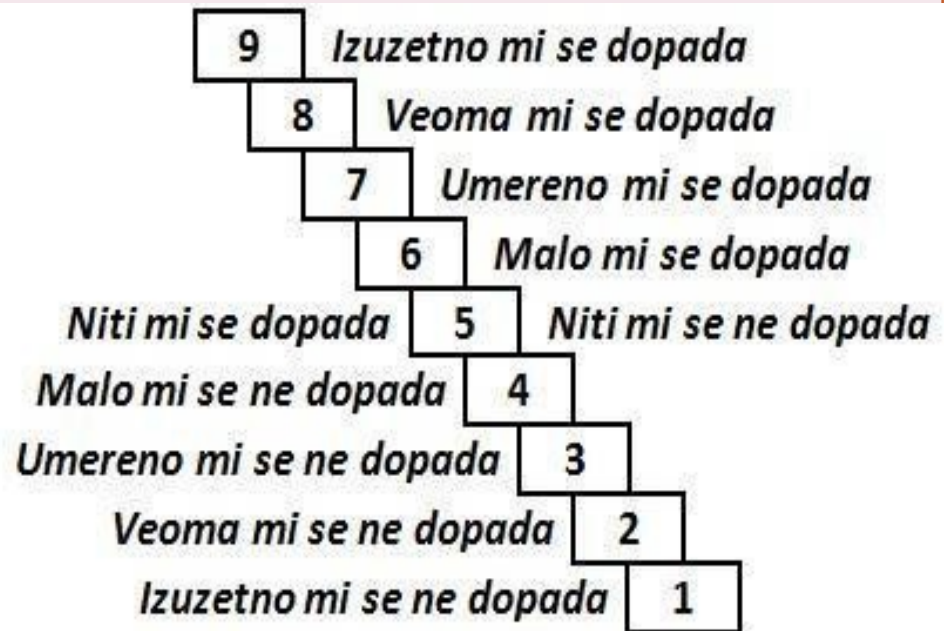 9 Izuzetno mi se dopada
8 Veoma mi se dopada
7 Umereno mi se dopada
6 Malo mi se dopada
Niti mi se dopada 5 Niti mi se ne dopada
Malo mi se ne dopada 4
Umereno mi se ne dopada 3
Veoma mi se ne dopada 2
Izuzetno mi se ne dopada 1